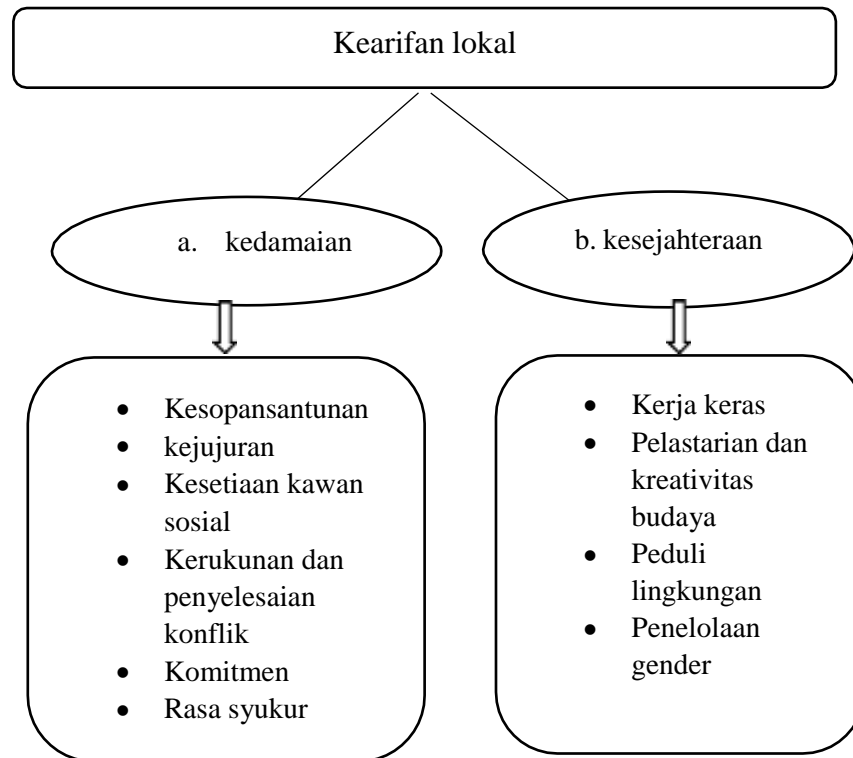 Kearifan lokal
a. kedamaian
b. kesejahteraan
• Kesopansantunan
• kejujuran
• Kesetiaan kawan
sosial
• Kerukunan dan
penyelesaian
konflik
• Komitmen
• Rasa syukur
• Kerja keras
• Pelastarian dan
kreativitas
budaya
• Peduli
lingkungan
• Penelolaan
gender